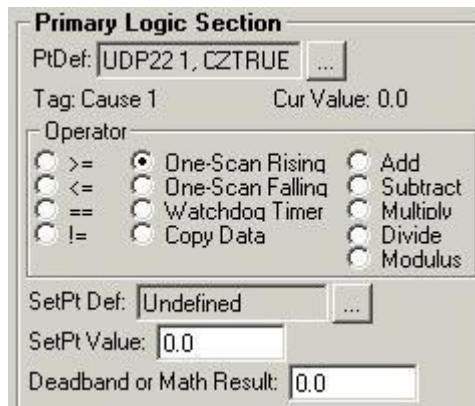 Primary Logic Section
PtDef: UDP22 1, CZTRUE ...
Tag: Cause 1 Cur Value: 0.0
Operator
>= One-Scan Rising Add
<= One-Scan Falling Subtract
== Watchdog Timer Multiply
!= Copy Data Divide
Modulus
SetPt Def: Undefined ...
SetPt Value: 0.0
Deadband or Math Result: 0.0